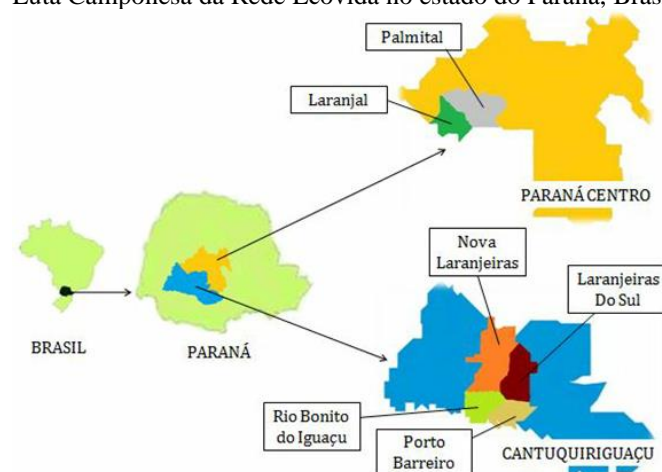 Luta Camponesa da Rede Ecovida no estado do Paraná,
Palmital
Laranjal
PARANÁ CENTRO
Nova
Laranjeiras
Laranjeiras
Do Sul
BRASIL
PARANÁ
Rio Bonito
do Iguaçu
Porto
Barreiro
CANTUQUIRIGUAÇU